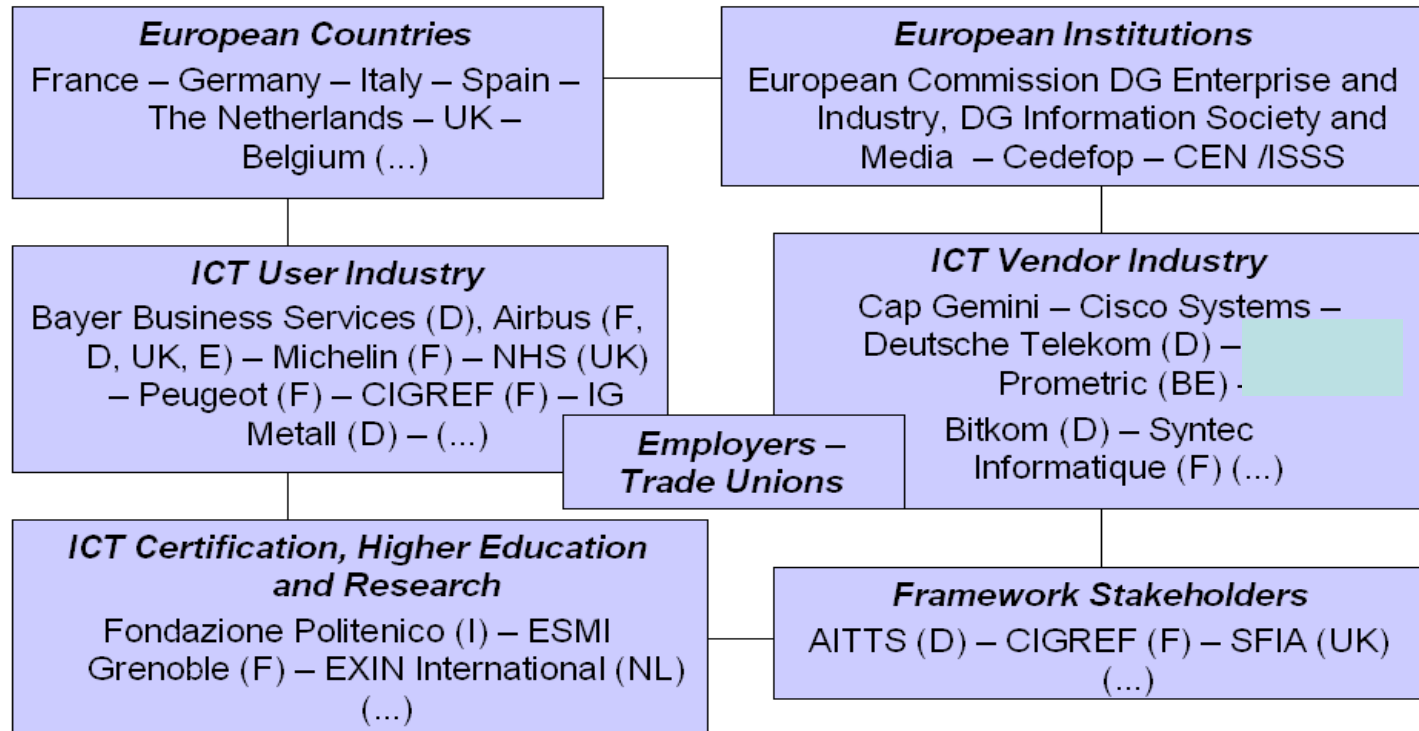 European Countries
France – Germany – Italy – Spain –
The Netherlands – UK –
Belgium (...)
European Institutions
European Commission DG Enterprise and
Industry, DG Information Society and
Media – Cedefop – CEN /ISSS
ICT User Industry
Bayer Business Services (D), Airbus (F,
D, UK, E) – Michelin (F) – NHS (UK)
– Peugeot (F) – CIGREF (F) – IG
Metall (D) – (...)
ICT Vendor Industry
Cap Gemini – Cisco Systems –
Deutsche Telekom (D) –
Prometric (BE) -
Bitkom (D) – Syntec
Informatique (F) (...)
Employers –
Trade Unions
ICT Certification, Higher Education
and Research
Fondazione Politenico (I) – ESMI
Grenoble (F) – EXIN International (NL)
(...)
Framework Stakeholders
AITTS (D) – CIGREF (F) – SFIA (UK)
(...)